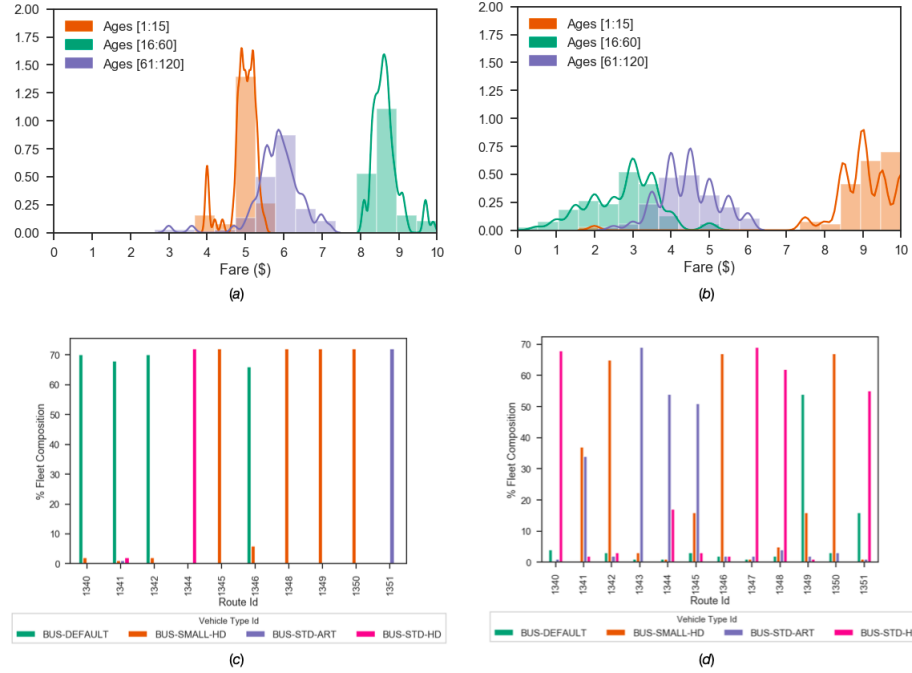 2.00
1.75
1.50
1.25
1.00
0.75
0.50
0.25
0.00
Ages [1:15]
Ages [16:60]
Ages [61:120]
0 1 2 3 4 5 6 7 8 9 10
Fare ($)
(a)
2.00
1.75
1.50
1.25
1.00
0.75
0.50
0.25
0.00
Ages [1:15]
Ages [16:60]
Ages [61:120]
0 1 2 3 4 5 6 7 8 9 10
Fare ($)
(b)
% Fleet Composition
70
60
50
40
30
20
10
0
1340 1341 1342 1344 1345 1346 1348 1349 1350 1351
Route Id
Vehicle Type Id
BUS-DEFAULT BUS-SMALL-HD BUS-STD-ART BUS-STD-HD
(c)
% Fleet Composition
70
60
50
40
30
20
10
0
1340 1341 1342 1343 1344 1345 1346 1347 1348 1349 1350 1351
Route Id
Vehicle Type Id
BUS-DEFAULT BUS-SMALL-HD BUS-STD-ART BUS-STD-H
(d)